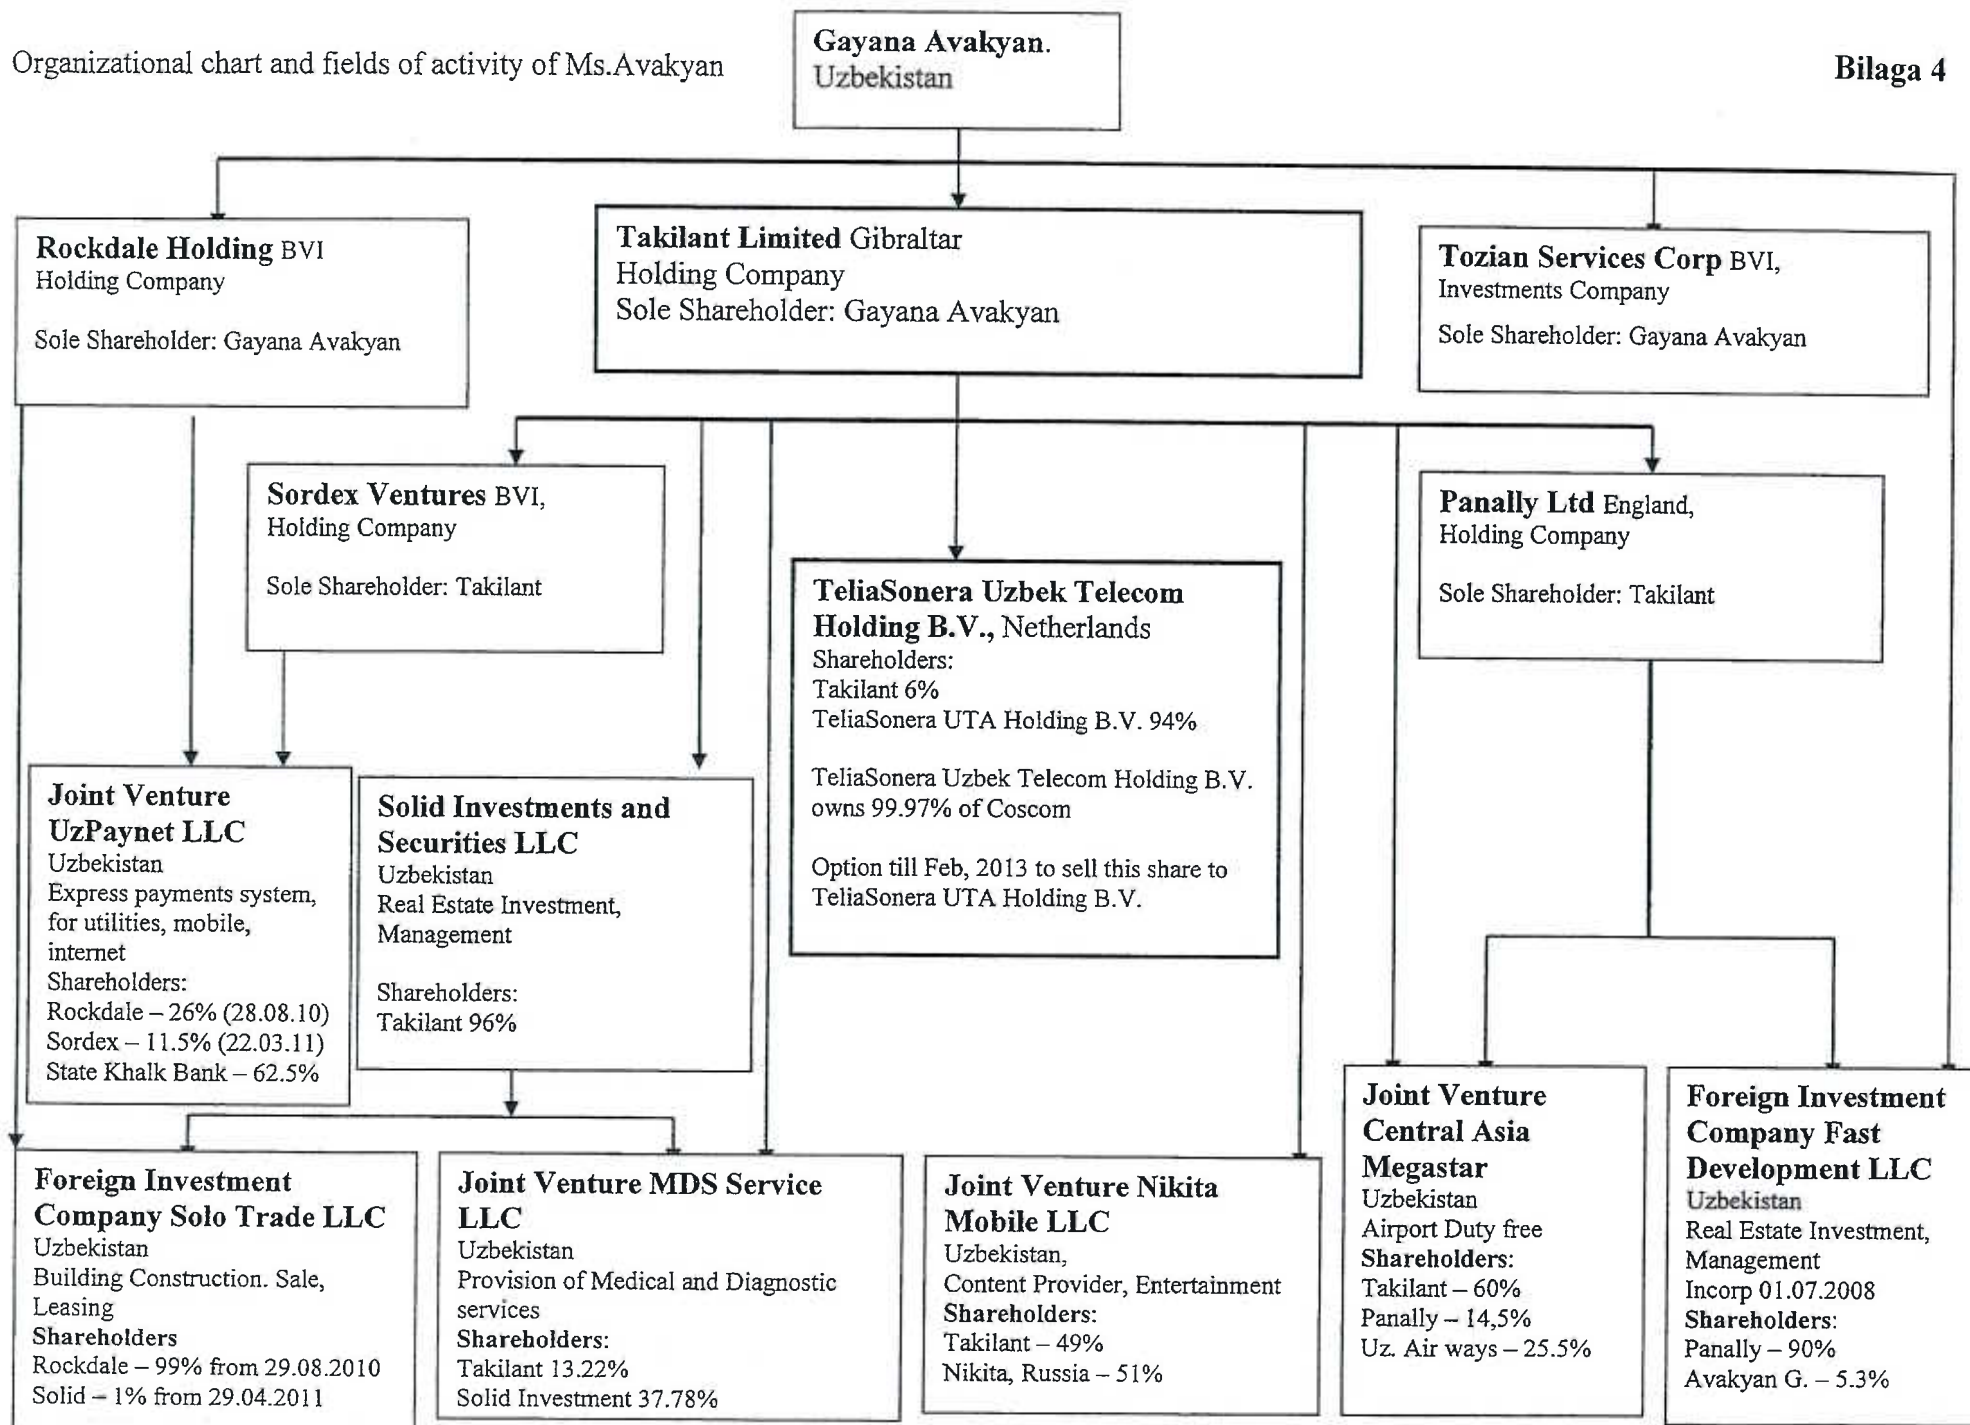 Organizational chart and fields of activity of Ms.Avakyan
Gayana Avakyan.
Uzbekistan
Bilaga 4
Rockdale Holding BVI
Holding Company
Sole Shareholder: Gayana Avakyan
Takilant Limited Gibraltar
Holding Company
Sole Shareholder: Gayana Avakyan
Tozian Services Corp BVI,
Investments Company
Sole Shareholder: Gayana Avakyan
Sordex Ventures BVI,
Holding Company
Sole Shareholder: Takilant
TeliaSonera Uzbek Telecom
Holding B.V., Netherlands
Shareholders:
Takilant 6%
TeliaSonera UTA Holding B.V. 94%
TeliaSonera Uzbek Telecom Holding B.V.
owns 99.97% of Coscom
Option till Feb, 2013 to sell this share to
TeliaSonera UTA Holding B.V.
Panally Ltd England,
Holding Company
Sole Shareholder: Takilant
Joint Venture
UzPaynet LLC
Uzbekistan
Express payments system,
for utilities, mobile,
internet
Shareholders:
Rockdale – 26% (28.08.10)
Sordex – 11.5% (22.03.11)
State Khalk Bank – 62.5%
Solid Investments and
Securities LLC
Uzbekistan
Real Estate Investment,
Management
Shareholders:
Takilant 96%
Foreign Investment
Company Solo Trade LLC
Uzbekistan
Building Construction. Sale,
Leasing
Shareholders
Rockdale – 99% from 29.08.2010
Solid – 1% from 29.04.2011
Joint Venture MDS Service
LLC
Uzbekistan
Provision of Medical and Diagnostic
services
Shareholders:
Takilant 13.22%
Solid Investment 37.78%
Joint Venture Nikita
Mobile LLC
Uzbekistan,
Content Provider, Entertainment
Shareholders:
Takilant – 49%
Nikita, Russia – 51%
Joint Venture
Central Asia
Megastar
Uzbekistan
Airport Duty free
Shareholders:
Takilant – 60%
Panally – 14,5%
Uz. Air ways – 25.5%
Foreign Investment
Company Fast
Development LLC
Uzbekistan
Real Estate Investment,
Management
Incorp 01.07.2008
Shareholders:
Panally – 90%
Avakyan G. – 5.3%